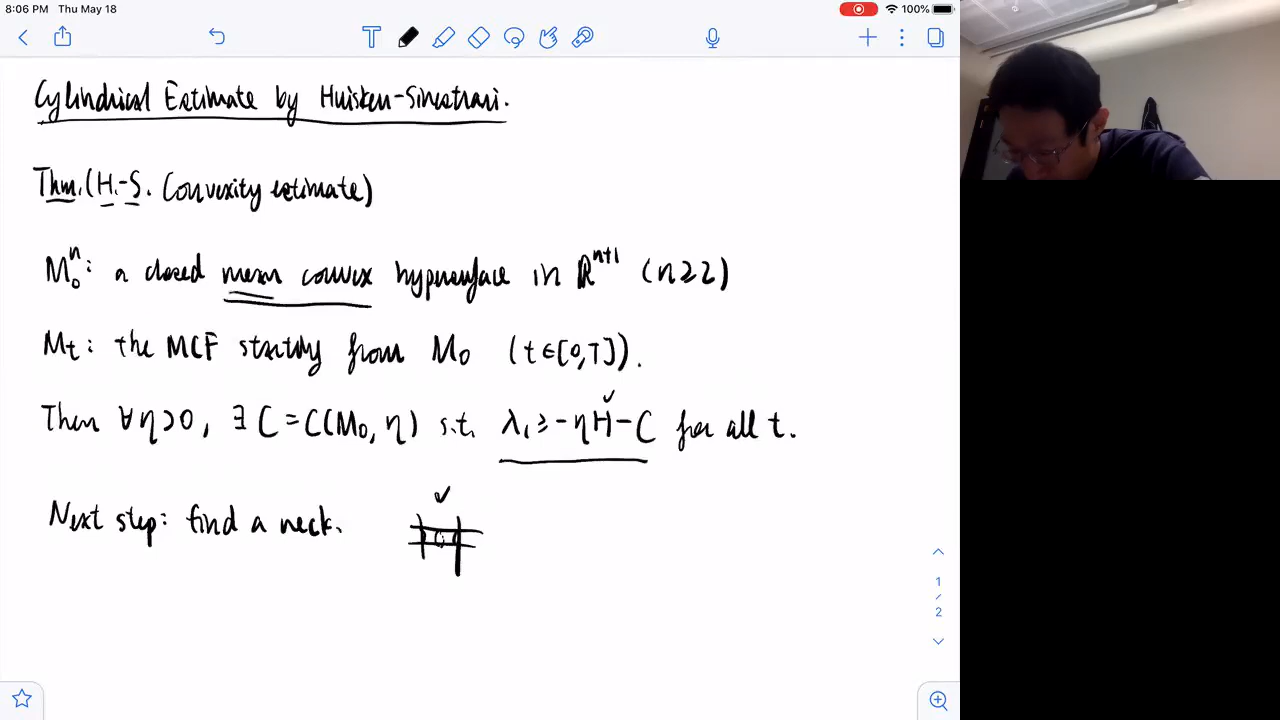 8:06 PM Thu May 18
100%
Cylindrical Estimate by Huisken-Sinestrari.
Thm. (H.-S. Convexity estimate)
M₀ⁿ: a closed mean convex hypersurface in ℝⁿ⁺¹ (n≥2)
Mt: the MCF starting from M₀ (t∈[0,T]).
Then ∀η>0, ∃ C = C(M₀, η) s.t. λ₁ ≥ -ηH - C for all t.
Next step: find a neck.
1
/
2